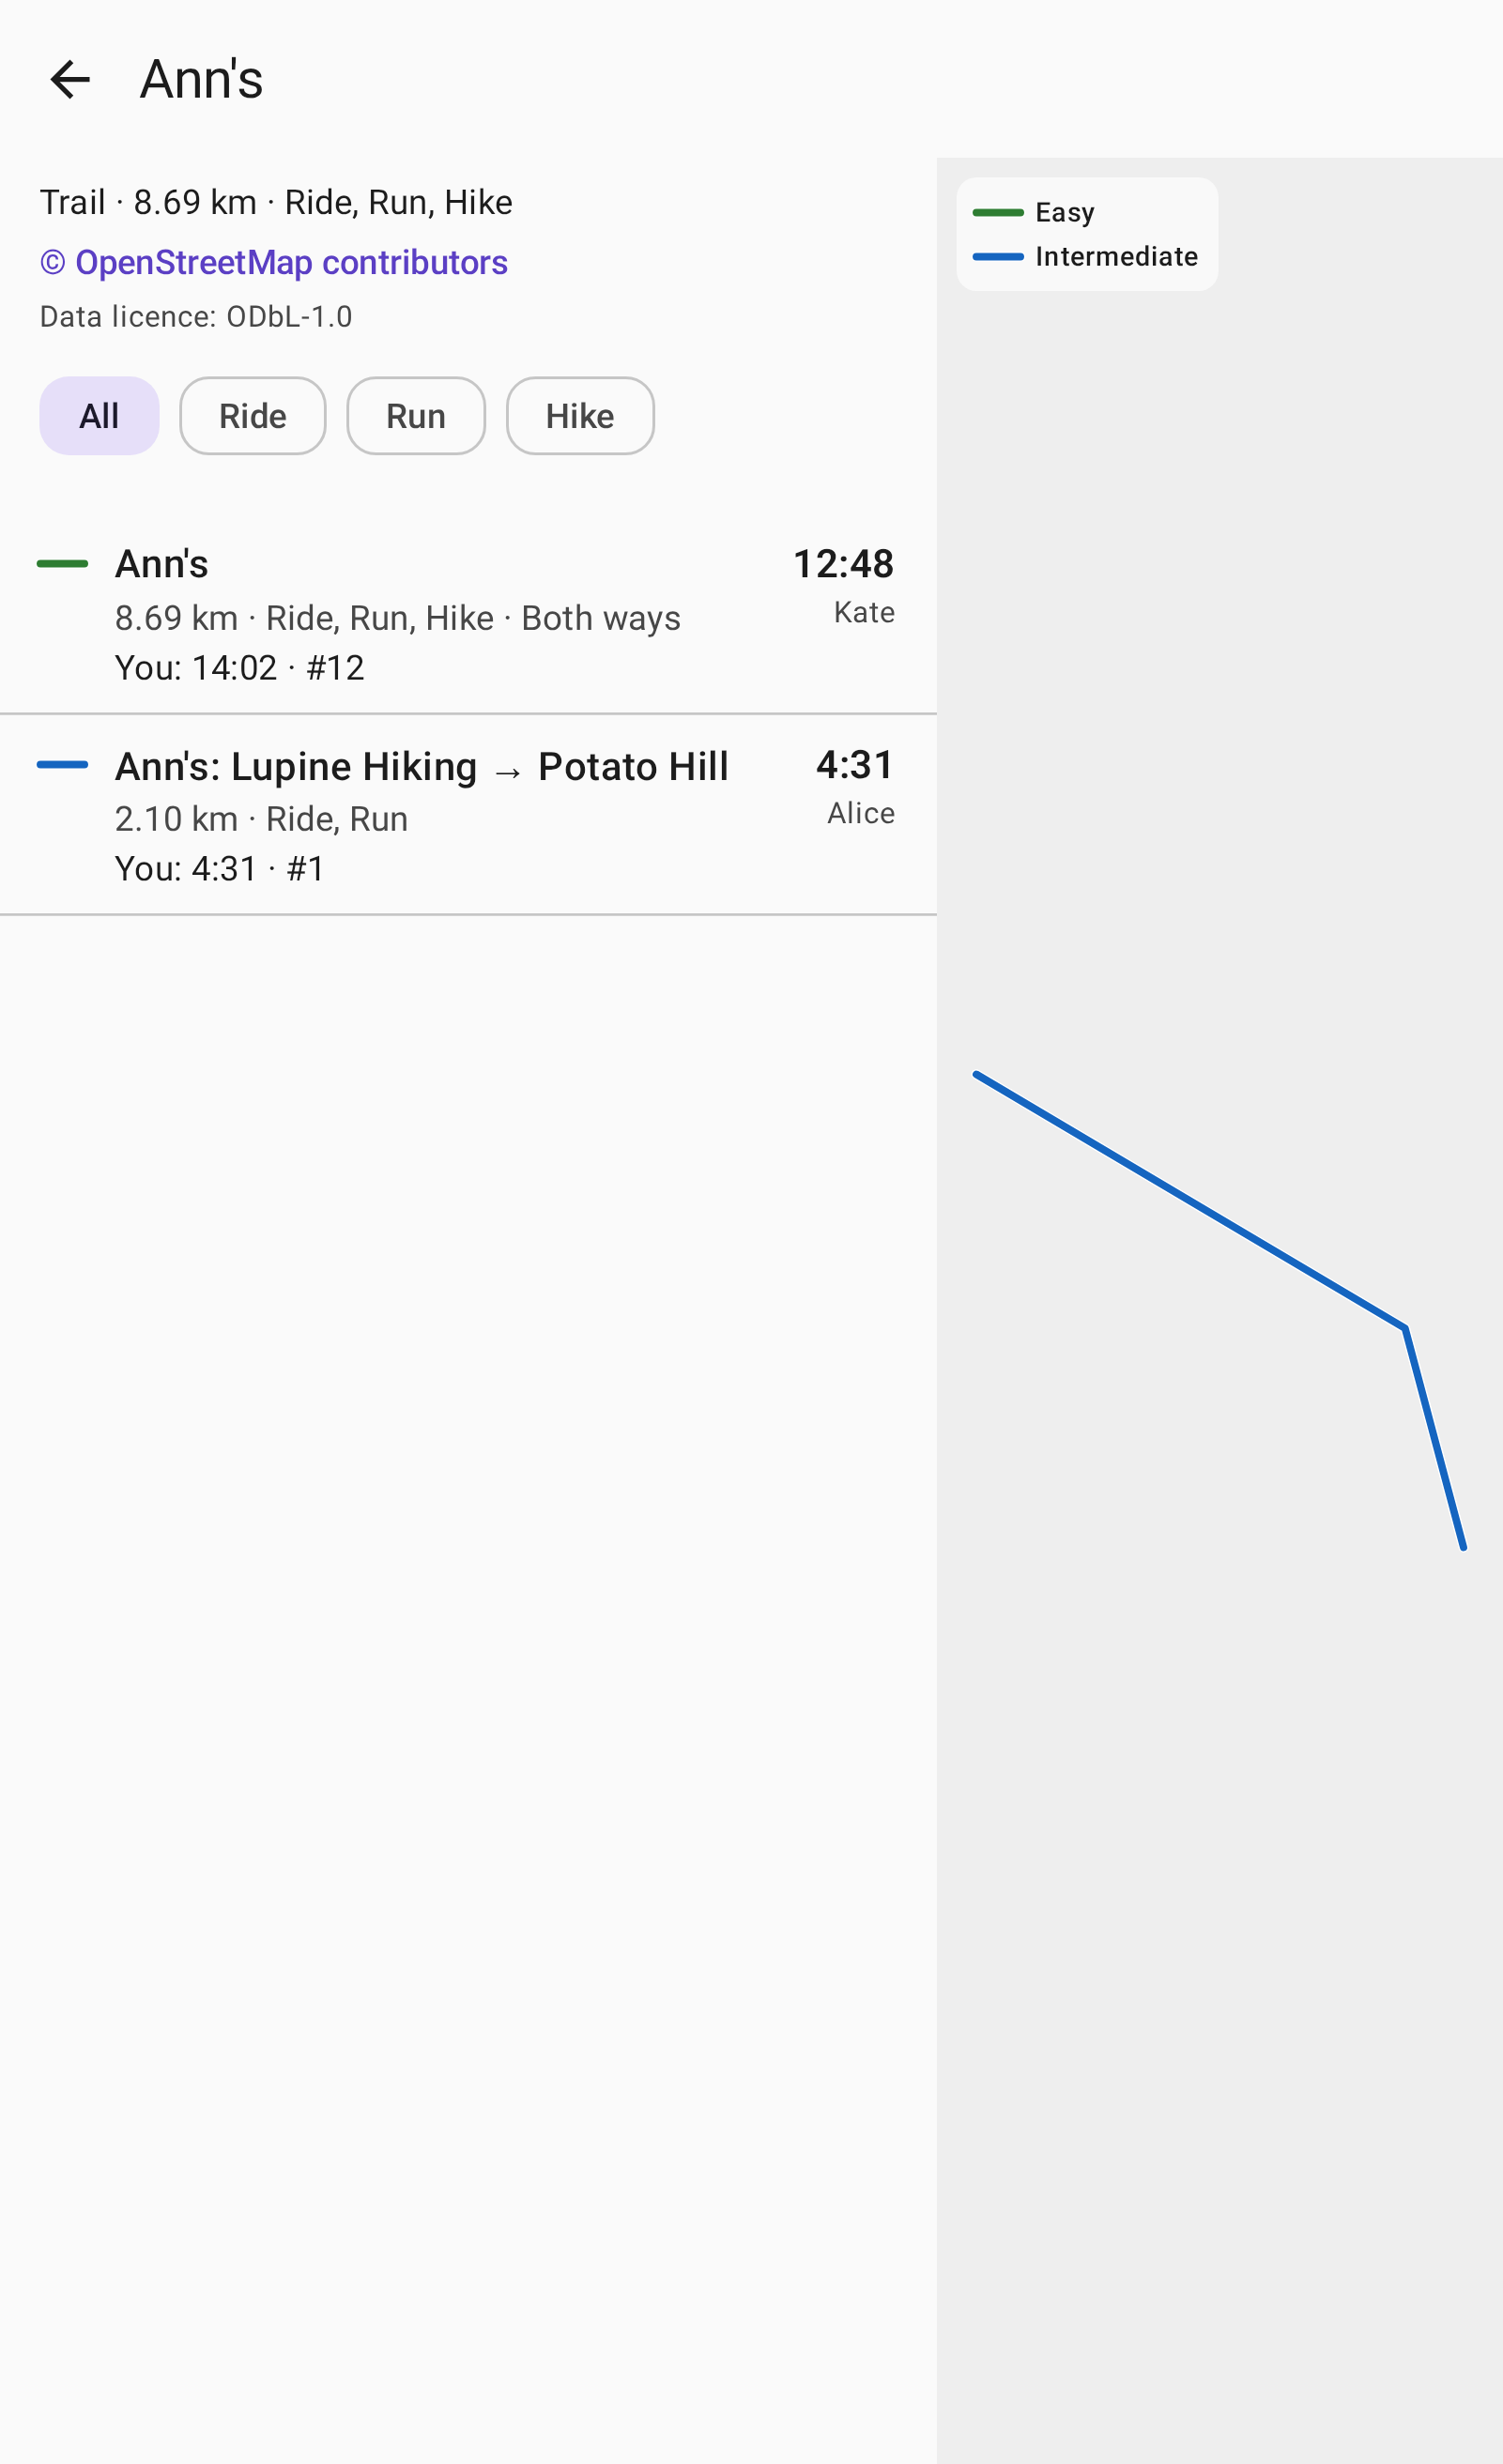 Ann's
Trail · 8.69 km · Ride, Run, Hike
© OpenStreetMap contributors
Data licence: ODbL-1.0
All Ride Run Hike
Ann's 12:48
8.69 km · Ride, Run, Hike · Both ways Kate
You: 14:02 · #12
Ann's: Lupine Hiking → Potato Hill 4:31
2.10 km · Ride, Run Alice
You: 4:31 · #1
Easy
Intermediate